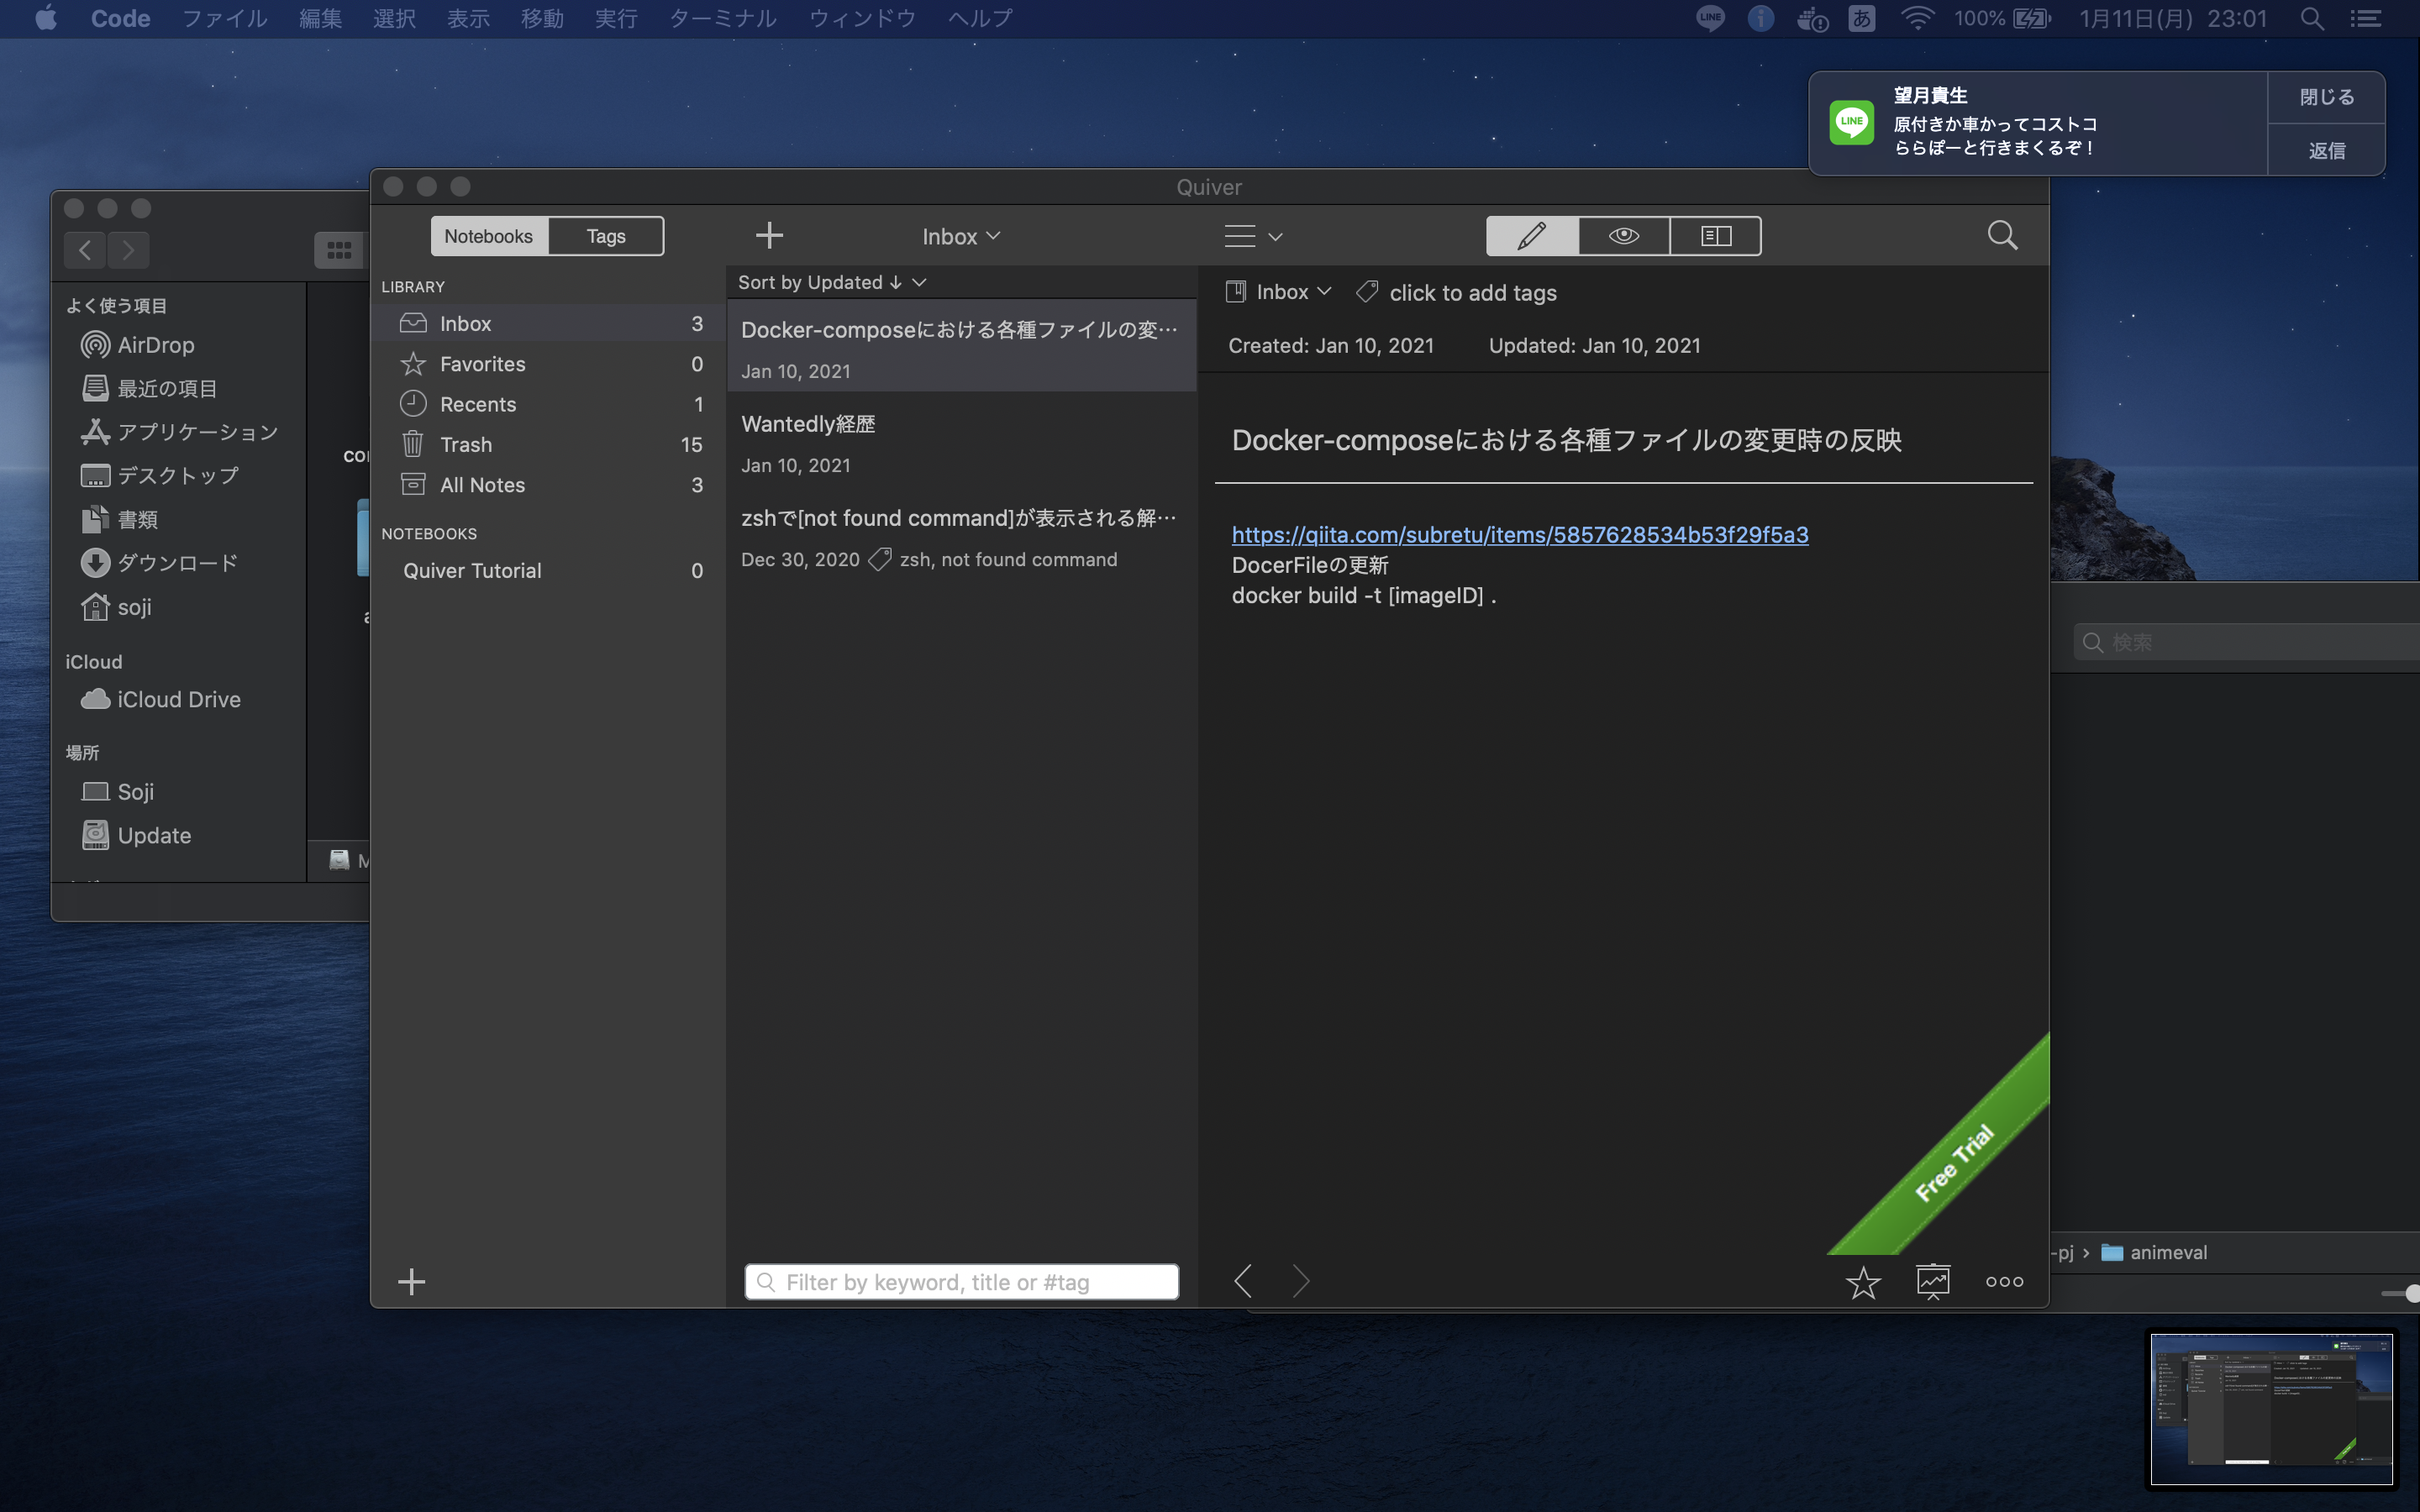 Code ファイル 編集 選択 表示 移動 実行 ターミナル ウィンドウ ヘルプ
LINE あ 100% 1月11日(月) 23:01
LINE
望月貴生
原付きか車かってコストコ
ららぽーと行きまくるぞ！
閉じる
返信
よく使う項目
AirDrop
最近の項目
アプリケーション
デスクトップ
書類
ダウンロード
soji
iCloud
iCloud Drive
場所
Soji
Update
Quiver
Notebooks Tags
LIBRARY
Inbox 3
Favorites 0
Recents 1
Trash 15
All Notes 3
NOTEBOOKS
Quiver Tutorial 0
Inbox
Sort by Updated ↓
Docker-composeにおける各種ファイルの変…
Jan 10, 2021
Wantedly経歴
Jan 10, 2021
zshで[not found command]が表示される解…
Dec 30, 2020 zsh, not found command
Filter by keyword, title or #tag
Inbox click to add tags
Created: Jan 10, 2021 Updated: Jan 10, 2021
Docker-composeにおける各種ファイルの変更時の反映
https://qiita.com/subretu/items/5857628534b53f29f5a3
DocerFileの更新
docker build -t [imageID] .
Free Trial
検索
-pj › animeval